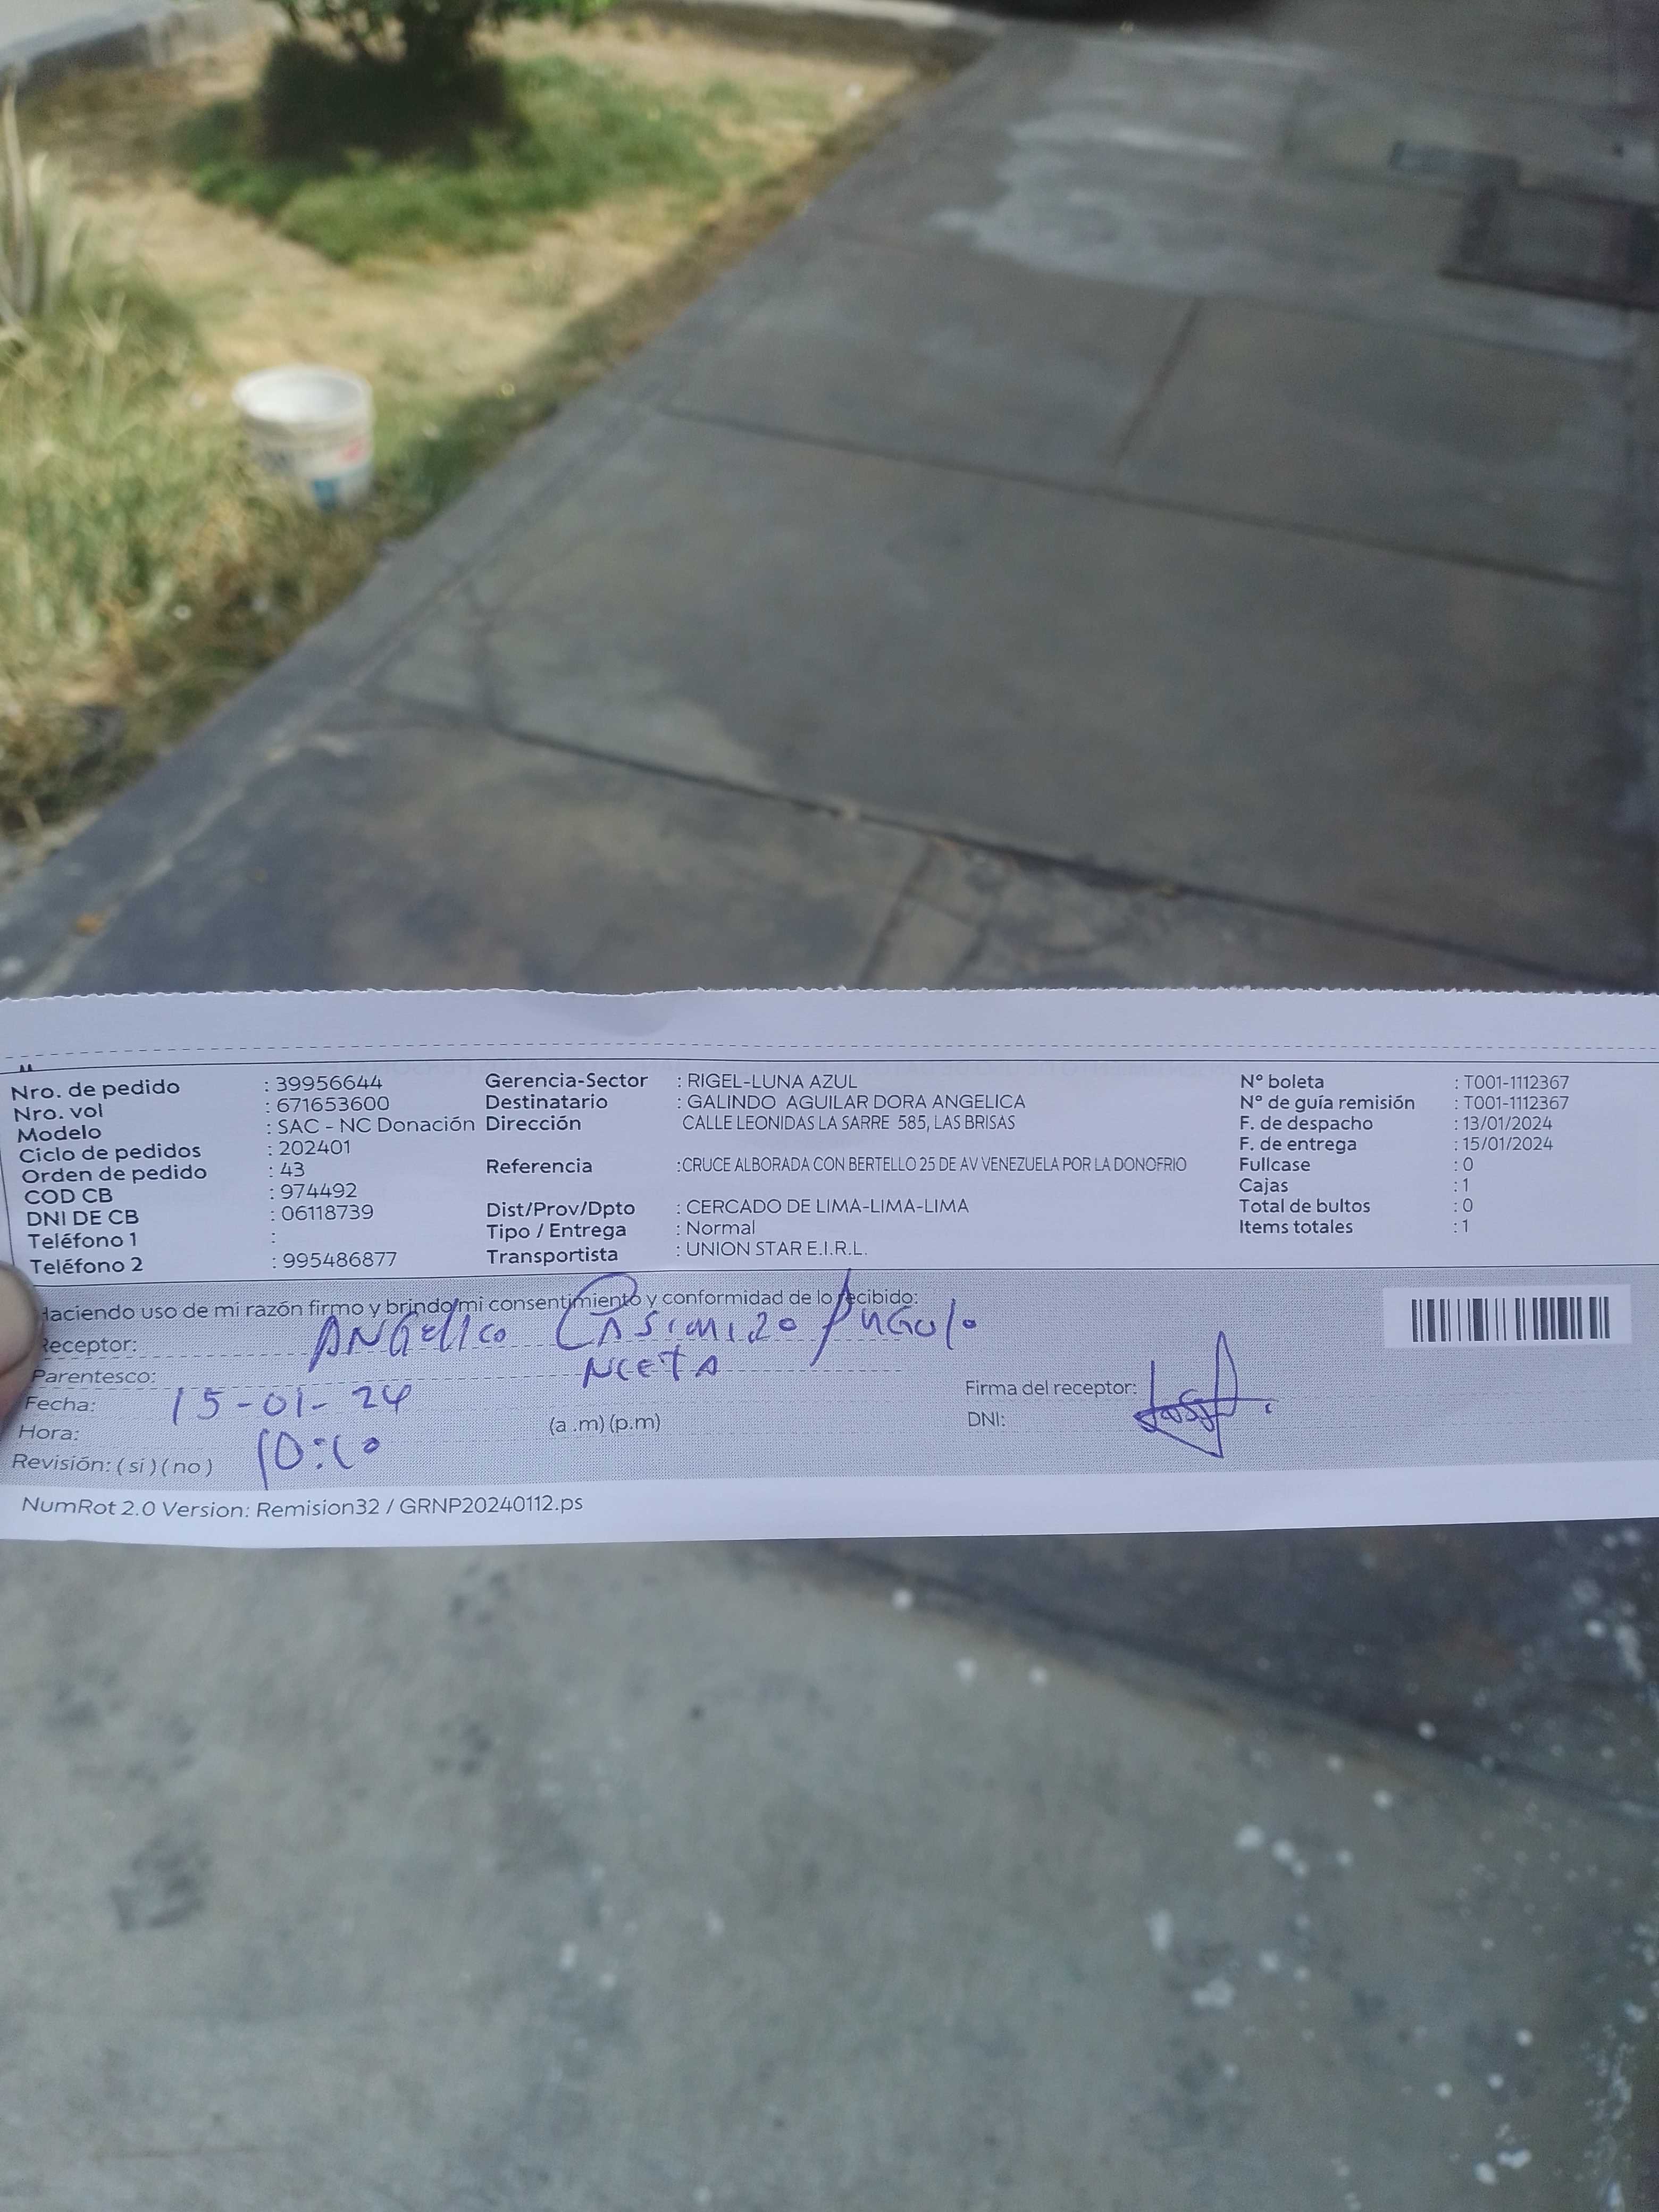 Nro. de pedido : 39956644 Gerencia-Sector : RIGEL-LUNA AZUL N° boleta : T001-1112367
Nro. vol : 671653600 Destinatario : GALINDO AGUILAR DORA ANGELICA N° de guía remisión : T001-1112367
Modelo : SAC - NC Donación Dirección CALLE LEONIDAS LA SARRE 585, LAS BRISAS F. de despacho : 13/01/2024
Ciclo de pedidos : 202401 F. de entrega : 15/01/2024
Orden de pedido : 43 Referencia :CRUCE ALBORADA CON BERTELLO 25 DE AV VENEZUELA POR LA DONOFRIO Fullcase : 0
COD CB : 974492 Cajas : 1
DNI DE CB : 06118739 Dist/Prov/Dpto : CERCADO DE LIMA-LIMA-LIMA Total de bultos : 0
Teléfono 1 : Tipo / Entrega : Normal Items totales : 1
Teléfono 2 : 995486877 Transportista : UNION STAR E.I.R.L.
Haciendo uso de mi razón firmo y brindo mi consentimiento y conformidad de lo recibido:
Receptor: ANGELICO CASIMIRO ANGULO
Parentesco: NIETA
Fecha: 15-01-24 Firma del receptor:
Hora: 10:10 (a .m) (p.m) DNI:
Revisión: ( si ) ( no )
NumRot 2.0 Version: Remision32 / GRNP20240112.ps